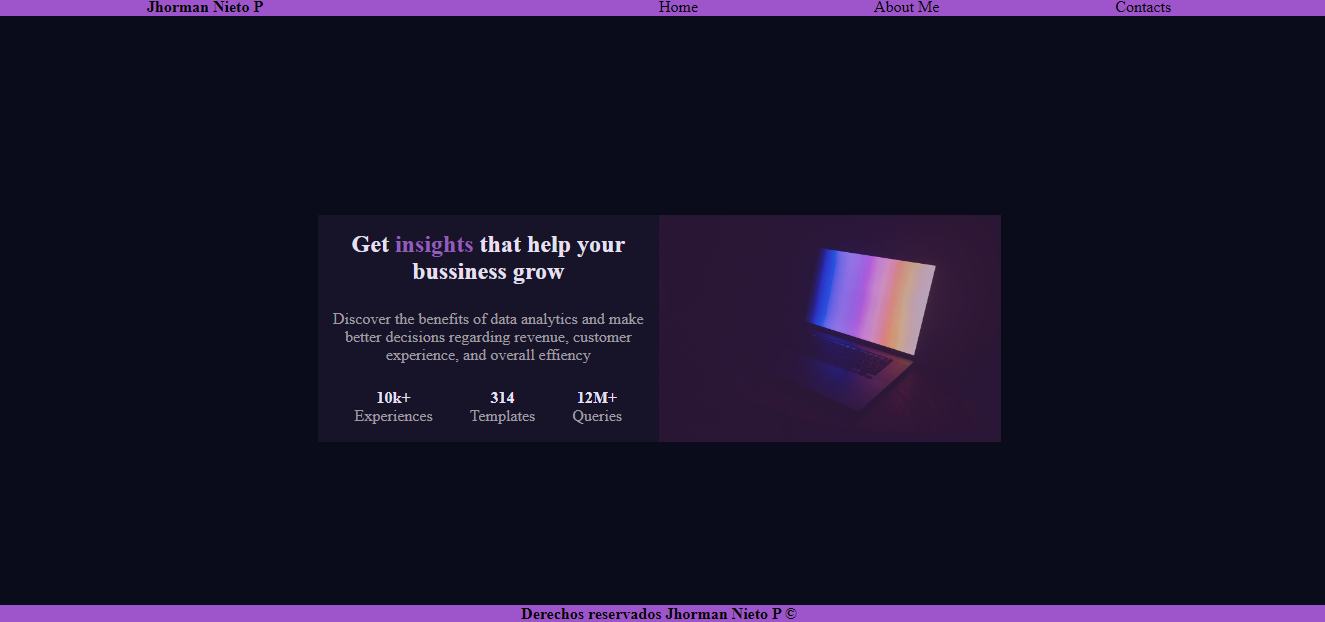 Jhorman Nieto P Home About Me Contacts
Get insights that help your
bussiness grow
Discover the benefits of data analytics and make
better decisions regarding revenue, customer
experience, and overall effiency
10k+ 314 12M+
Experiences Templates Queries
Derechos reservados Jhorman Nieto P ©